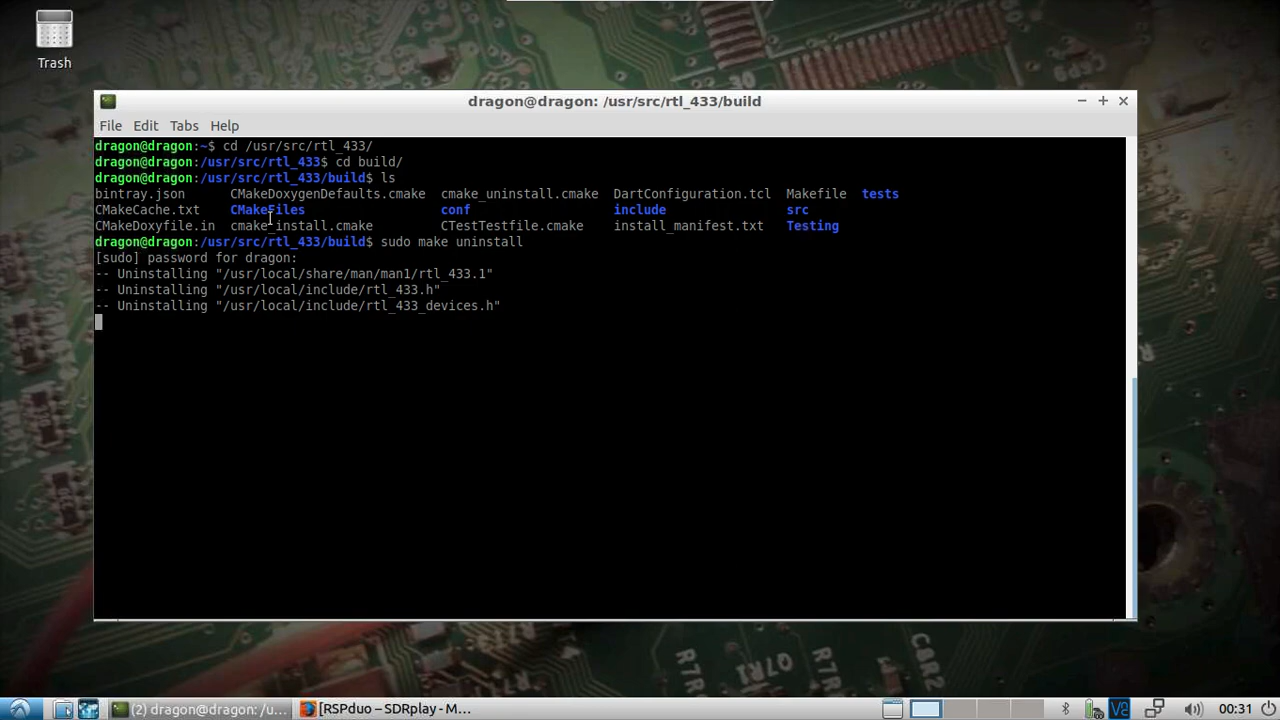 Trash
dragon@dragon: /usr/src/rtl_433/build
File Edit Tabs Help
dragon@dragon:~$ cd /usr/src/rtl_433/
dragon@dragon:/usr/src/rtl_433$ cd build/
dragon@dragon:/usr/src/rtl_433/build$ ls
bintray.json CMakeDoxygenDefaults.cmake cmake_uninstall.cmake DartConfiguration.tcl Makefile tests
CMakeCache.txt CMakeFiles conf include src
CMakeDoxyfile.in cmake_install.cmake CTestTestfile.cmake install_manifest.txt Testing
dragon@dragon:/usr/src/rtl_433/build$ sudo make uninstall
[sudo] password for dragon:
-- Uninstalling "/usr/local/share/man/man1/rtl_433.1"
-- Uninstalling "/usr/local/include/rtl_433.h"
-- Uninstalling "/usr/local/include/rtl_433_devices.h"
(2) dragon@dragon: /u...
[RSPduo – SDRplay - M...
00:31